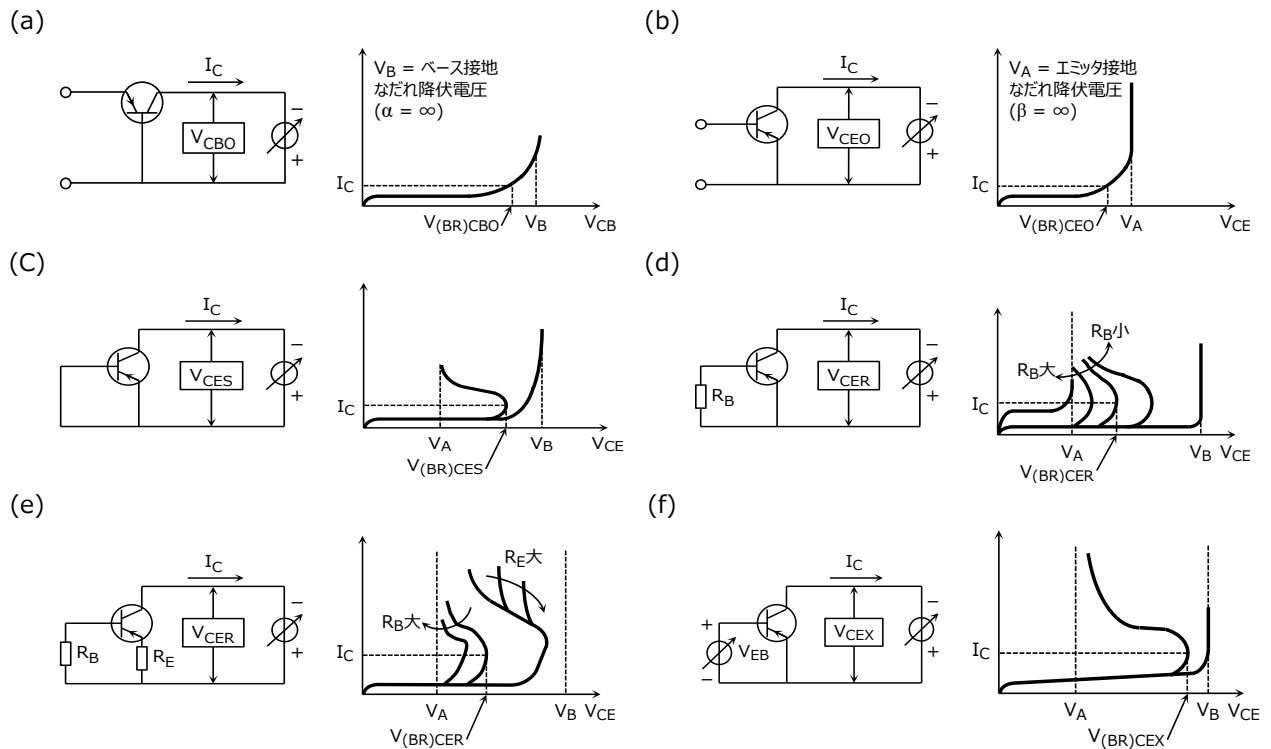 (a)
I_C
V_CBO
−
+
V_B = ベース接地
なだれ降伏電圧
(α = ∞)
I_C
V_(BR)CBO
V_B
V_CB
(b)
I_C
V_CEO
−
+
V_A = エミッタ接地
なだれ降伏電圧
(β = ∞)
I_C
V_(BR)CEO
V_A
V_CE
(C)
I_C
V_CES
−
+
I_C
V_A
V_B
V_CE
V_(BR)CES
(d)
I_C
R_B
V_CER
−
+
R_B小
R_B大
I_C
V_A
V_B
V_CE
V_(BR)CER
(e)
I_C
R_B
R_E
V_CER
−
+
R_E大
R_B大
I_C
V_A
V_B
V_CE
V_(BR)CER
(f)
I_C
+
V_EB
−
V_CEX
−
+
I_C
V_A
V_B
V_CE
V_(BR)CEX